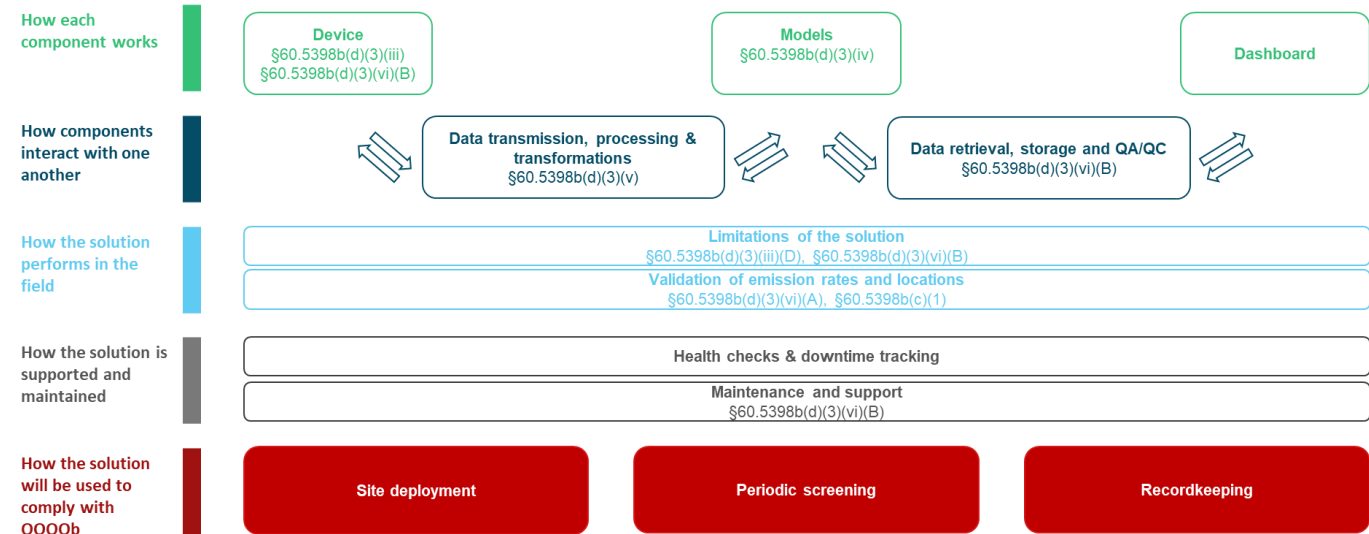 How each
component works
Device
§60.5398b(d)(3)(iii)
§60.5398b(d)(3)(vi)(B)
Models
§60.5398b(d)(3)(iv)
Dashboard
How components
interact with one
another
Data transmission, processing &
transformations
§60.5398b(d)(3)(v)
Data retrieval, storage and QA/QC
§60.5398b(d)(3)(vi)(B)
How the solution
performs in the
field
Limitations of the solution
§60.5398b(d)(3)(iii)(D), §60.5398b(d)(3)(vi)(B)
Validation of emission rates and locations
§60.5398b(d)(3)(vi)(A), §60.5398b(c)(1)
How the solution is
supported and
maintained
Health checks & downtime tracking
Maintenance and support
§60.5398b(d)(3)(vi)(B)
How the solution
will be used to
comply with
OOOOb
Site deployment
Periodic screening
Recordkeeping